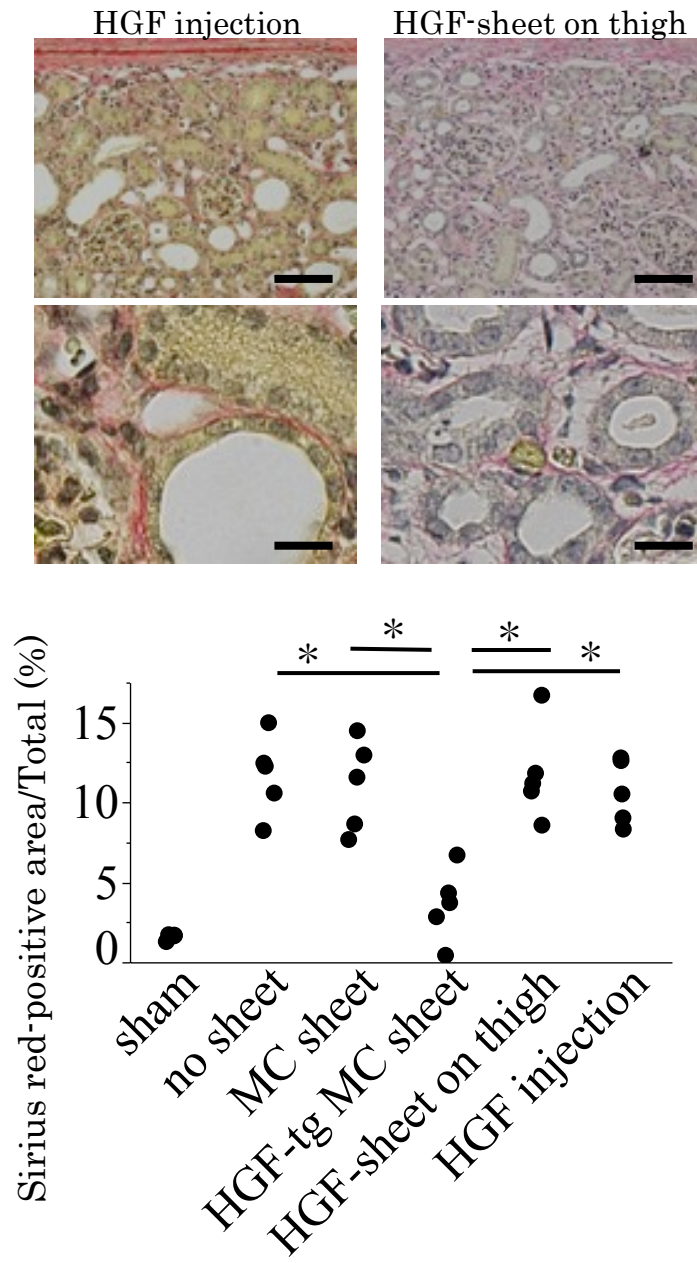 HGF injection
HGF-sheet on thigh
Sirius red-positive area/Total (%)
* * * *
15
10
5
0
sham
no sheet
MC sheet
HGF-tg MC sheet
HGF-sheet on thigh
HGF injection